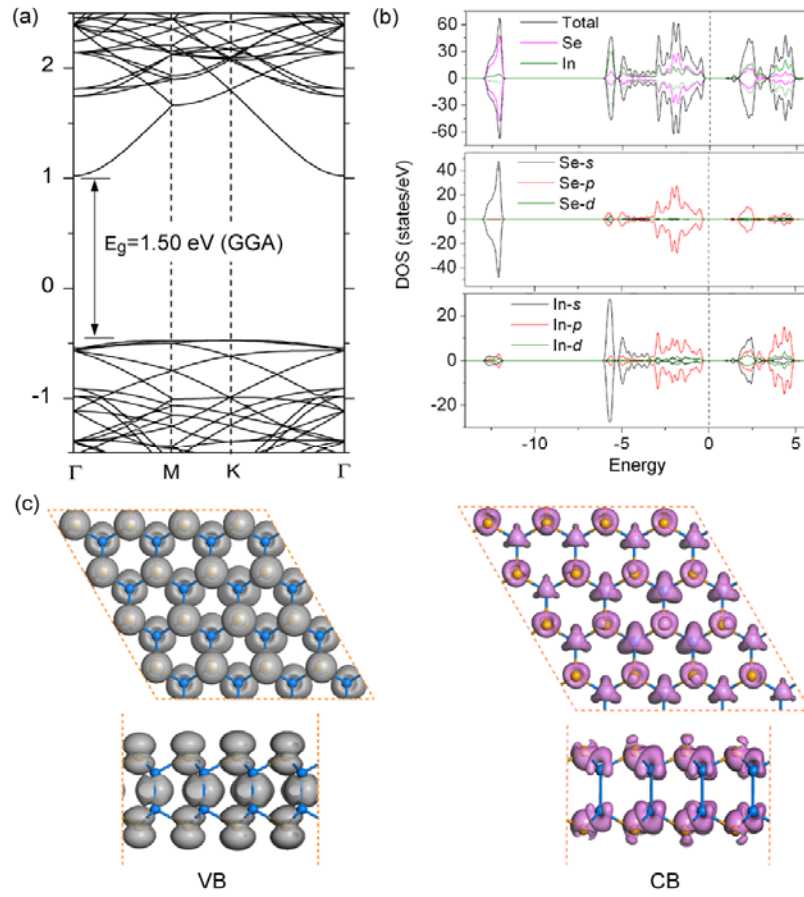 (a)
2
1
0
-1
E_g=1.50 eV (GGA)
Γ M K Γ
(b)
Total
Se
In
60
30
0
-30
-60
Se-s
Se-p
Se-d
40
20
0
-20
-40
In-s
In-p
In-d
20
0
-20
DOS (states/eV)
-10 -5 0 5
Energy
(c)
VB CB